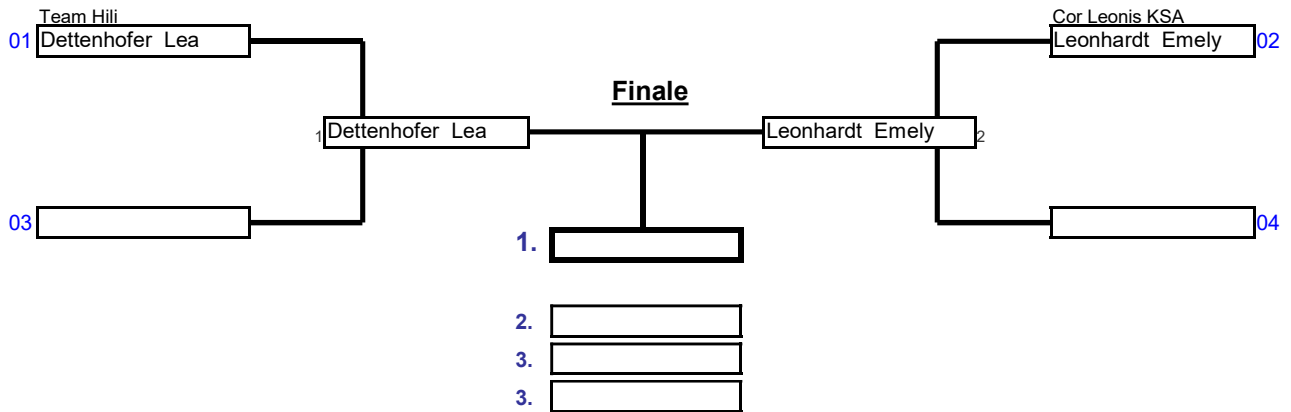 Team Hili
Cor Leonis KSA
01 Dettenhofer Lea
Leonhardt Emely 02
Finale
1 Dettenhofer Lea
Leonhardt Emely 2
03
04
1.
2.
3.
3.